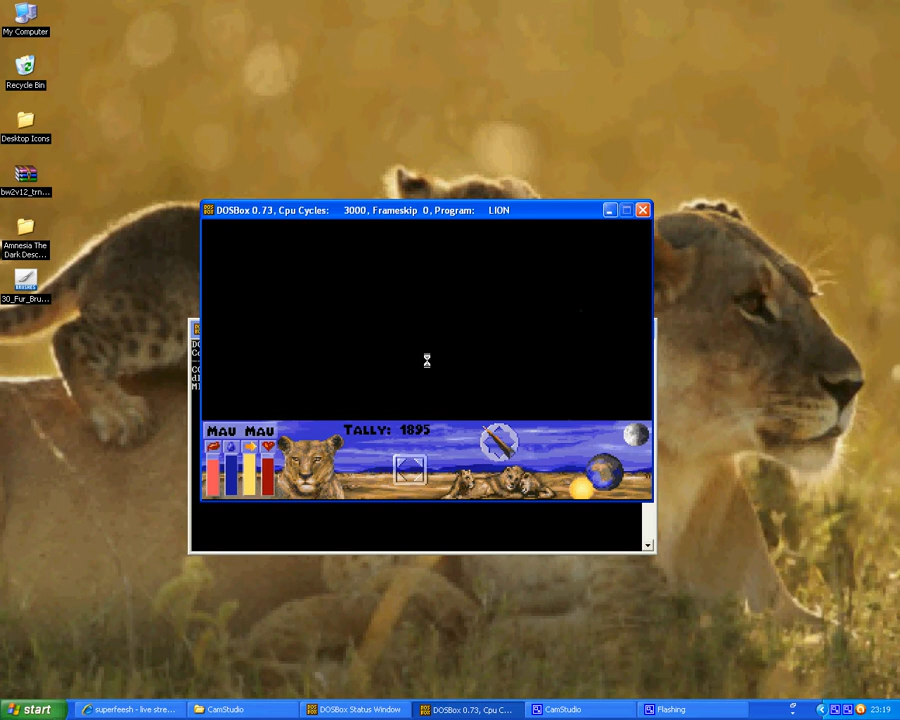 My Computer
Recycle Bin
Desktop Icons
bw2v12_trn...
Amnesia The
Dark Desc...
BRUSHES
30_Fur_Bru...
DOSBox 0.73, Cpu Cycles: 3000, Frameskip 0, Program: LION
MAU MAU
TALLY: 1895
start
superfeesh - live stre...
CamStudio
DOSBox Status Window
DOSBox 0.73, Cpu C...
CamStudio
Flashing
23:19